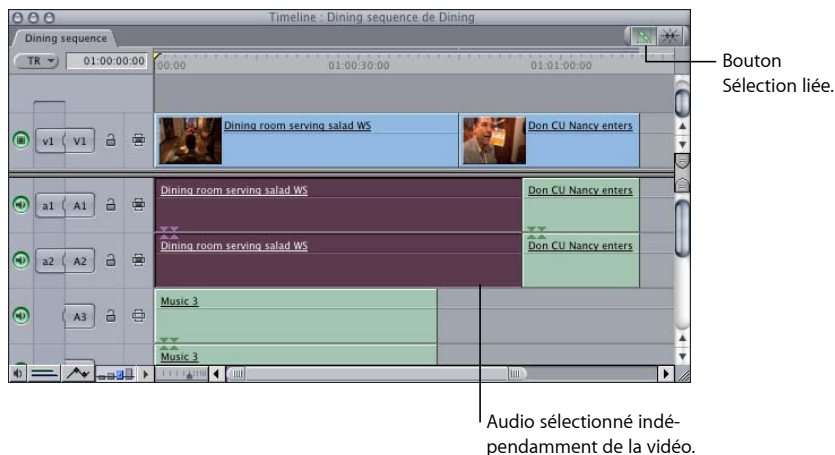 Timeline : Dining sequence de Dining
Dining sequence
TR 01:00:00:00 00:00 01:00:30:00 01:01:00:00
Bouton
Sélection liée.
v1 V1 Dining room serving salad WS Don CU Nancy enters
a1 A1 Dining room serving salad WS Don CU Nancy enters
a2 A2 Dining room serving salad WS Don CU Nancy enters
A3 Music 3
Music 3
Audio sélectionné indé-
pendamment de la vidéo.